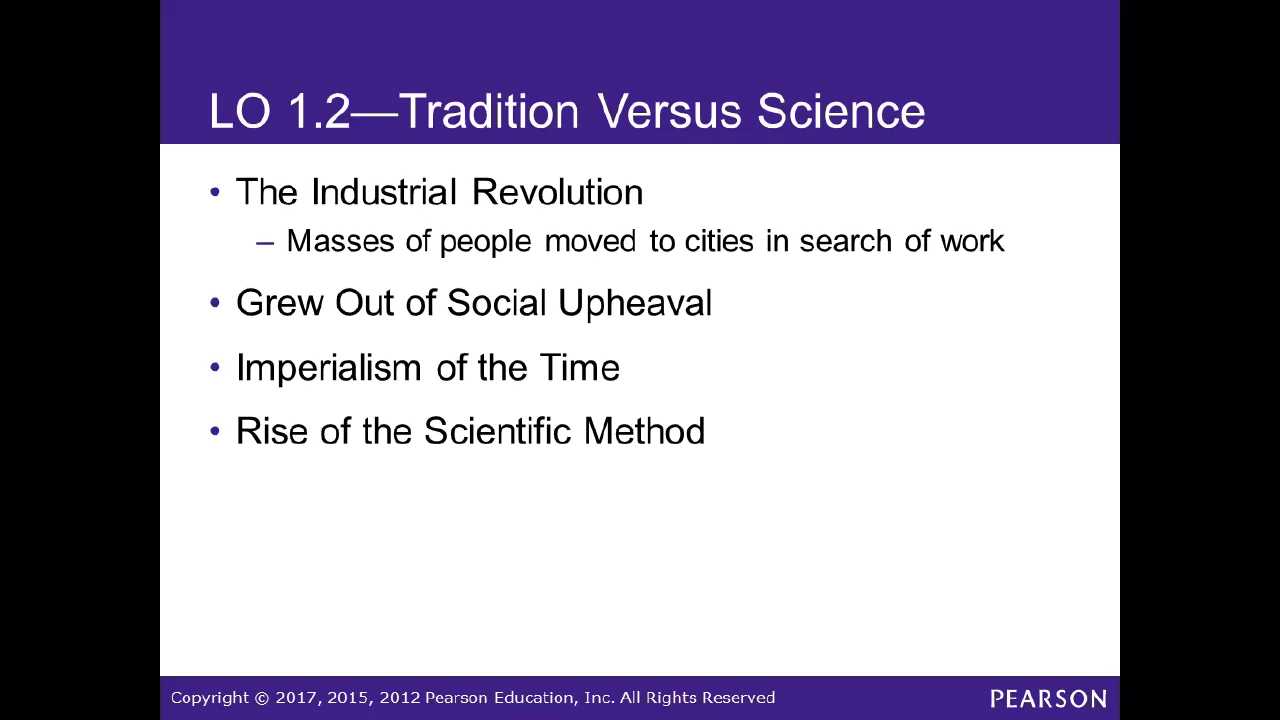 LO 1.2—Tradition Versus Science
• The Industrial Revolution
– Masses of people moved to cities in search of work
• Grew Out of Social Upheaval
• Imperialism of the Time
• Rise of the Scientific Method
Copyright © 2017, 2015, 2012 Pearson Education, Inc. All Rights Reserved
PEARSON